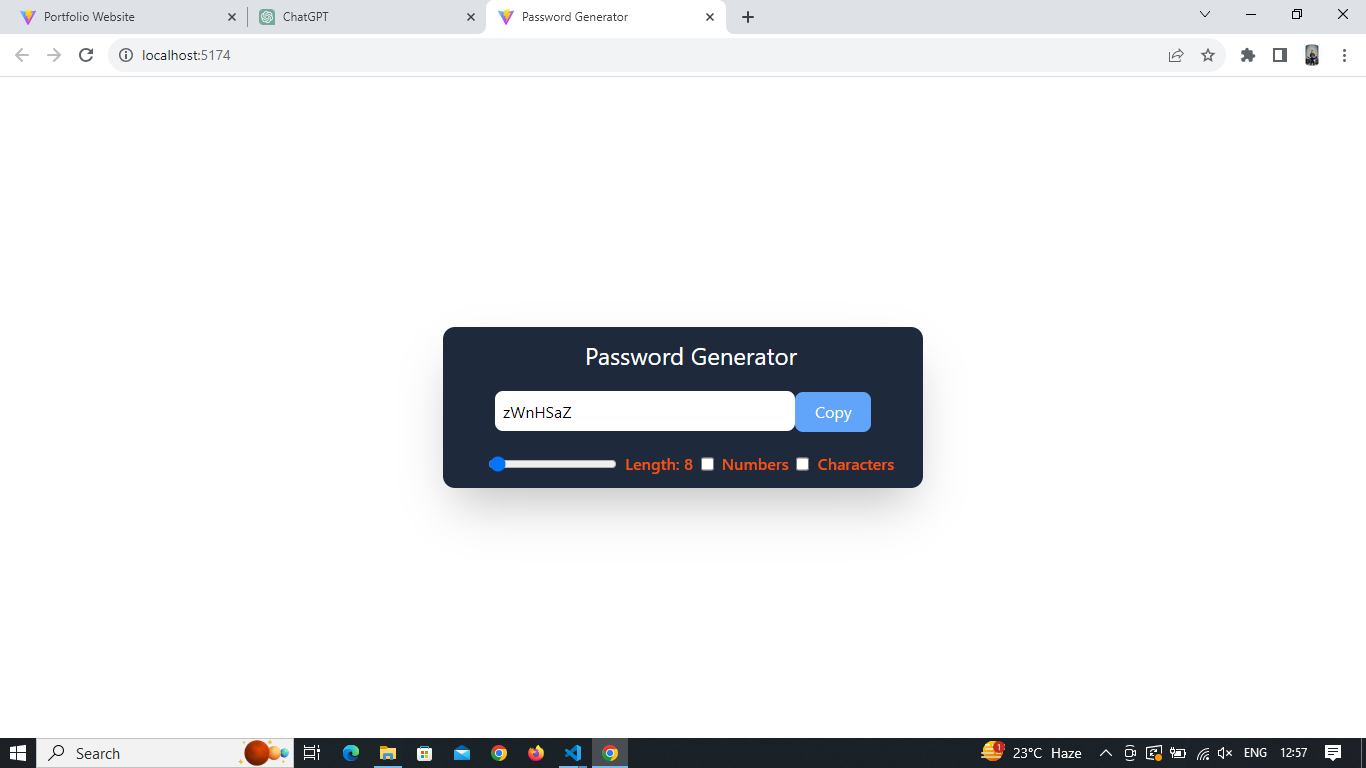 Portfolio Website
ChatGPT
Password Generator
localhost:5174
Password Generator
zWnHSaZ
Copy
Length: 8
Numbers
Characters
Search
1
23°C Haze
ENG
12:57